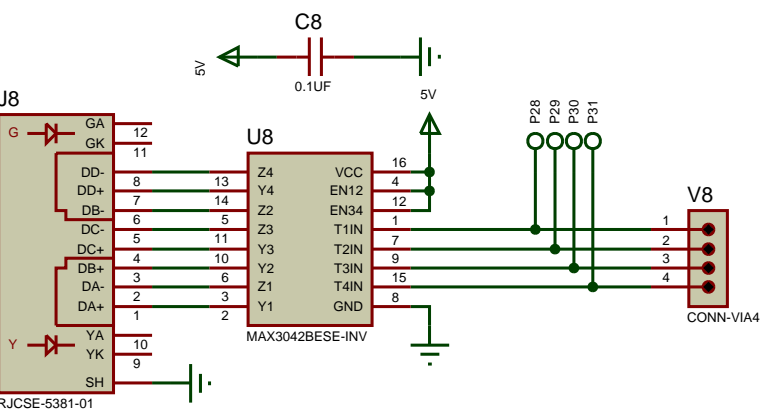 C8
5V
0.1UF
5V
P28
P29
P30
P31
J8
U8
V8
G
GA
12
GK
11
DD-
8
DD+
7
DB-
6
DC-
5
DC+
4
DB+
3
DA-
2
DA+
1
Y
YA
10
YK
9
SH
RJCSE-5381-01
13
Z4
14
Y4
5
Z2
11
Z3
10
Y3
6
Y2
3
Z1
2
Y1
VCC
16
EN12
4
EN34
12
T1IN
1
T2IN
7
T3IN
9
T4IN
15
GND
8
MAX3042BESE-INV
1
2
3
4
CONN-VIA4